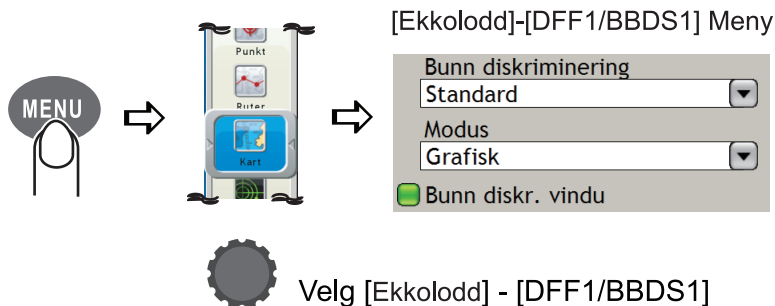 [Ekkolodd]-[DFF1/BBDS1] Meny
MENU
Punkt
Ruter
Kart
Bunn diskriminering
Standard
Modus
Grafisk
Bunn diskr. vindu
Velg [Ekkolodd] - [DFF1/BBDS1]